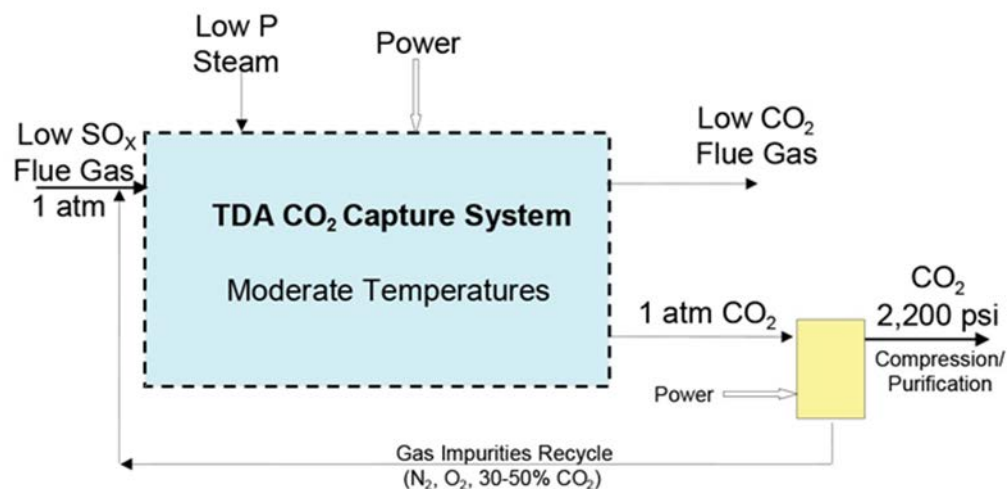 Low P
Steam
Power
Low SOX
Flue Gas
1 atm
TDA CO2 Capture System
Moderate Temperatures
Low CO2
Flue Gas
1 atm CO2
CO2
2,200 psi
Compression/
Purification
Power
Gas Impurities Recycle
(N2, O2, 30-50% CO2)